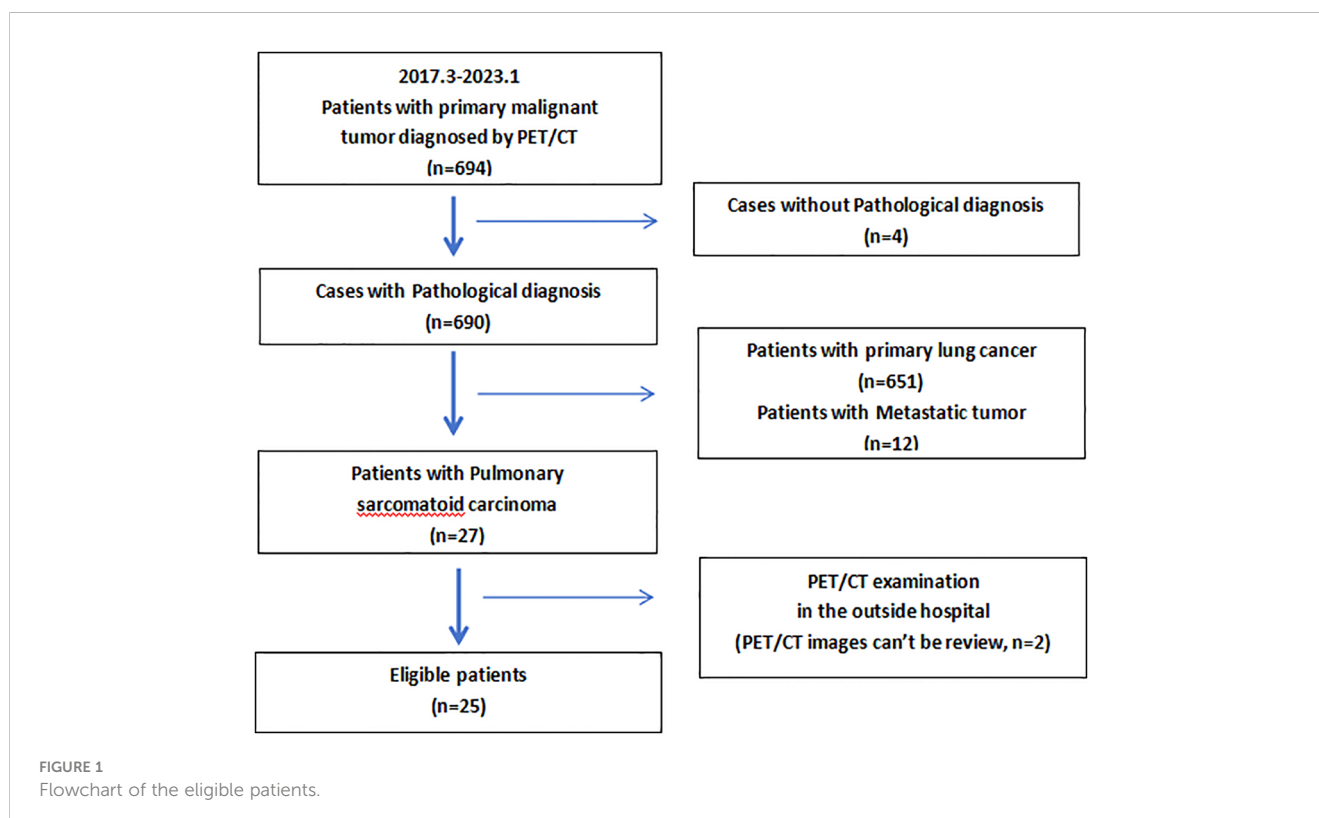 2017.3-2023.1
Patients with primary malignant
tumor diagnosed by PET/CT
(n=694)
Cases without Pathological diagnosis
(n=4)
Cases with Pathological diagnosis
(n=690)
Patients with primary lung cancer
(n=651)
Patients with Metastatic tumor
(n=12)
Patients with Pulmonary
sarcomatoid carcinoma
(n=27)
PET/CT examination
in the outside hospital
(PET/CT images can't be review, n=2)
Eligible patients
(n=25)
FIGURE 1
Flowchart of the eligible patients.